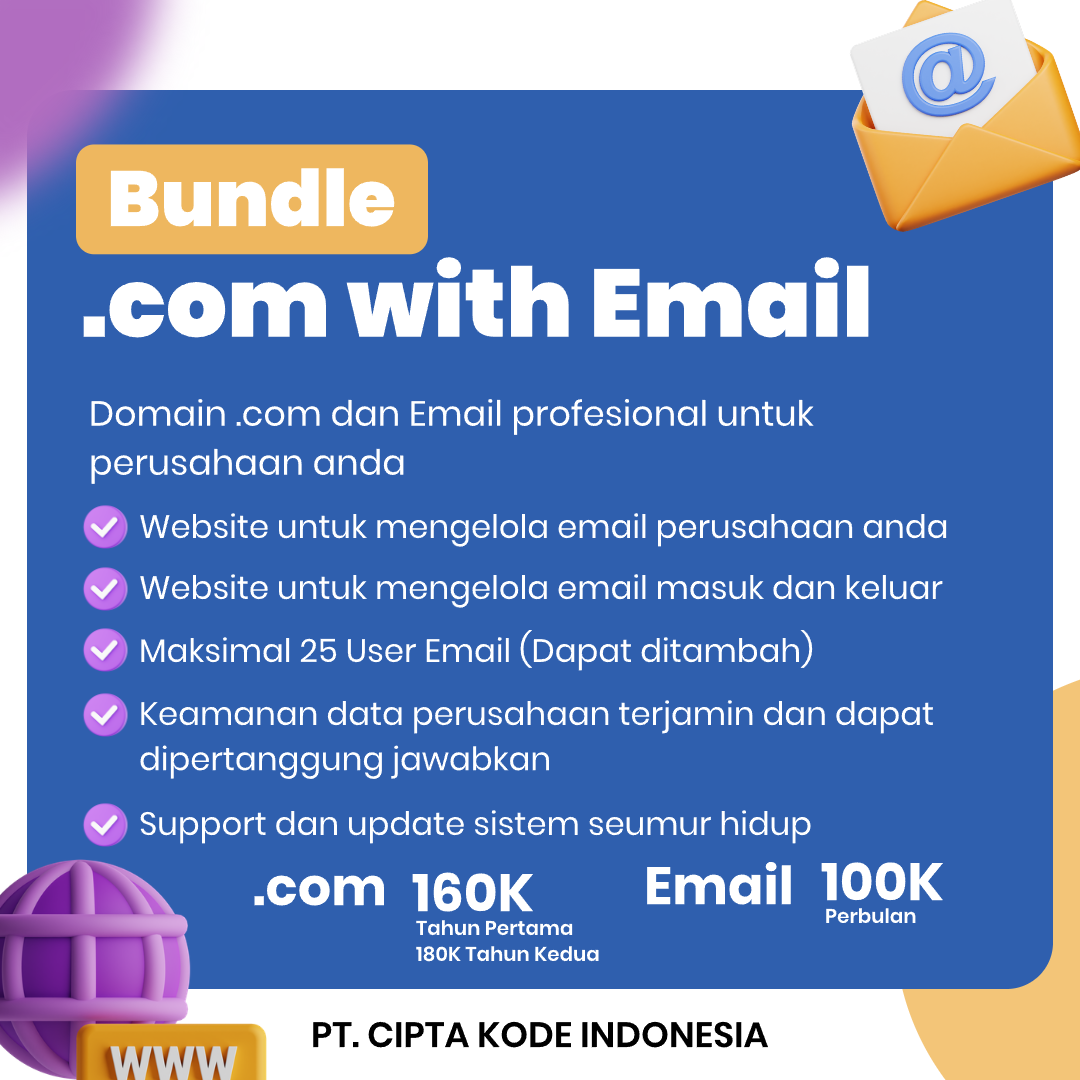 @
Bundle
.com with Email
Domain .com dan Email profesional untuk
perusahaan anda
Website untuk mengelola email perusahaan anda
Website untuk mengelola email masuk dan keluar
Maksimal 25 User Email (Dapat ditambah)
Keamanan data perusahaan terjamin dan dapat
dipertanggung jawabkan
Support dan update sistem seumur hidup
.com 160K
Tahun Pertama
180K Tahun Kedua
Email 100K
Perbulan
PT. CIPTA KODE INDONESIA
WWW